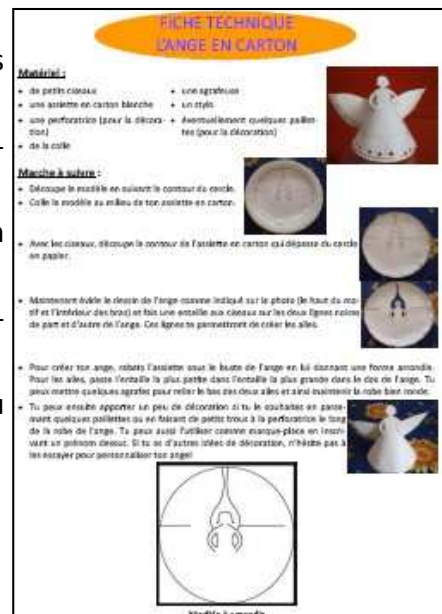 FICHE TECHNIQUE
L'ANGE EN CARTON
Matériel :
de petits ciseaux
une assiette en carton blanche
une perforatrice (pour la décora-
tion)
de la colle
une agrafeuse
un stylo
éventuellement quelques paillet-
tes (pour la décoration)
Marche à suivre :
Découpe le modèle en suivant le contour du cercle.
Colle le modèle au milieu de ton assiette en carton.
Avec les ciseaux, découpe le contour de l'assiette en carton qui dépasse du cercle
en papier.
Maintenant évide le dessin de l'ange comme indiqué sur la photo (le haut du mo-
tif et l'intérieur des bras) et fais une entaille aux ciseaux sur les deux lignes noires
de part et d'autre de l'ange. Ces lignes te permettront de créer les ailes.
Pour créer ton ange, rabats l'assiette sous le buste de l'ange en lui donnant une forme arrondie.
Pour les ailes, passe l'entaille la plus petite dans l'entaille la plus grande dans le dos de l'ange. Tu
peux mettre quelques agrafes pour relier le bas des deux ailes et ainsi maintenir la robe bien ronde.
Tu peux ensuite apporter un peu de décoration si tu le souhaites en parse-
mant quelques paillettes ou en faisant de petits trous à la perforatrice le long
de la robe de l'ange. Tu peux aussi l'utiliser comme marque-place en inscri-
vant un prénom dessus. Si tu as d'autres idées de décoration, n'hésite pas à
les essayer pour personnaliser ton ange!